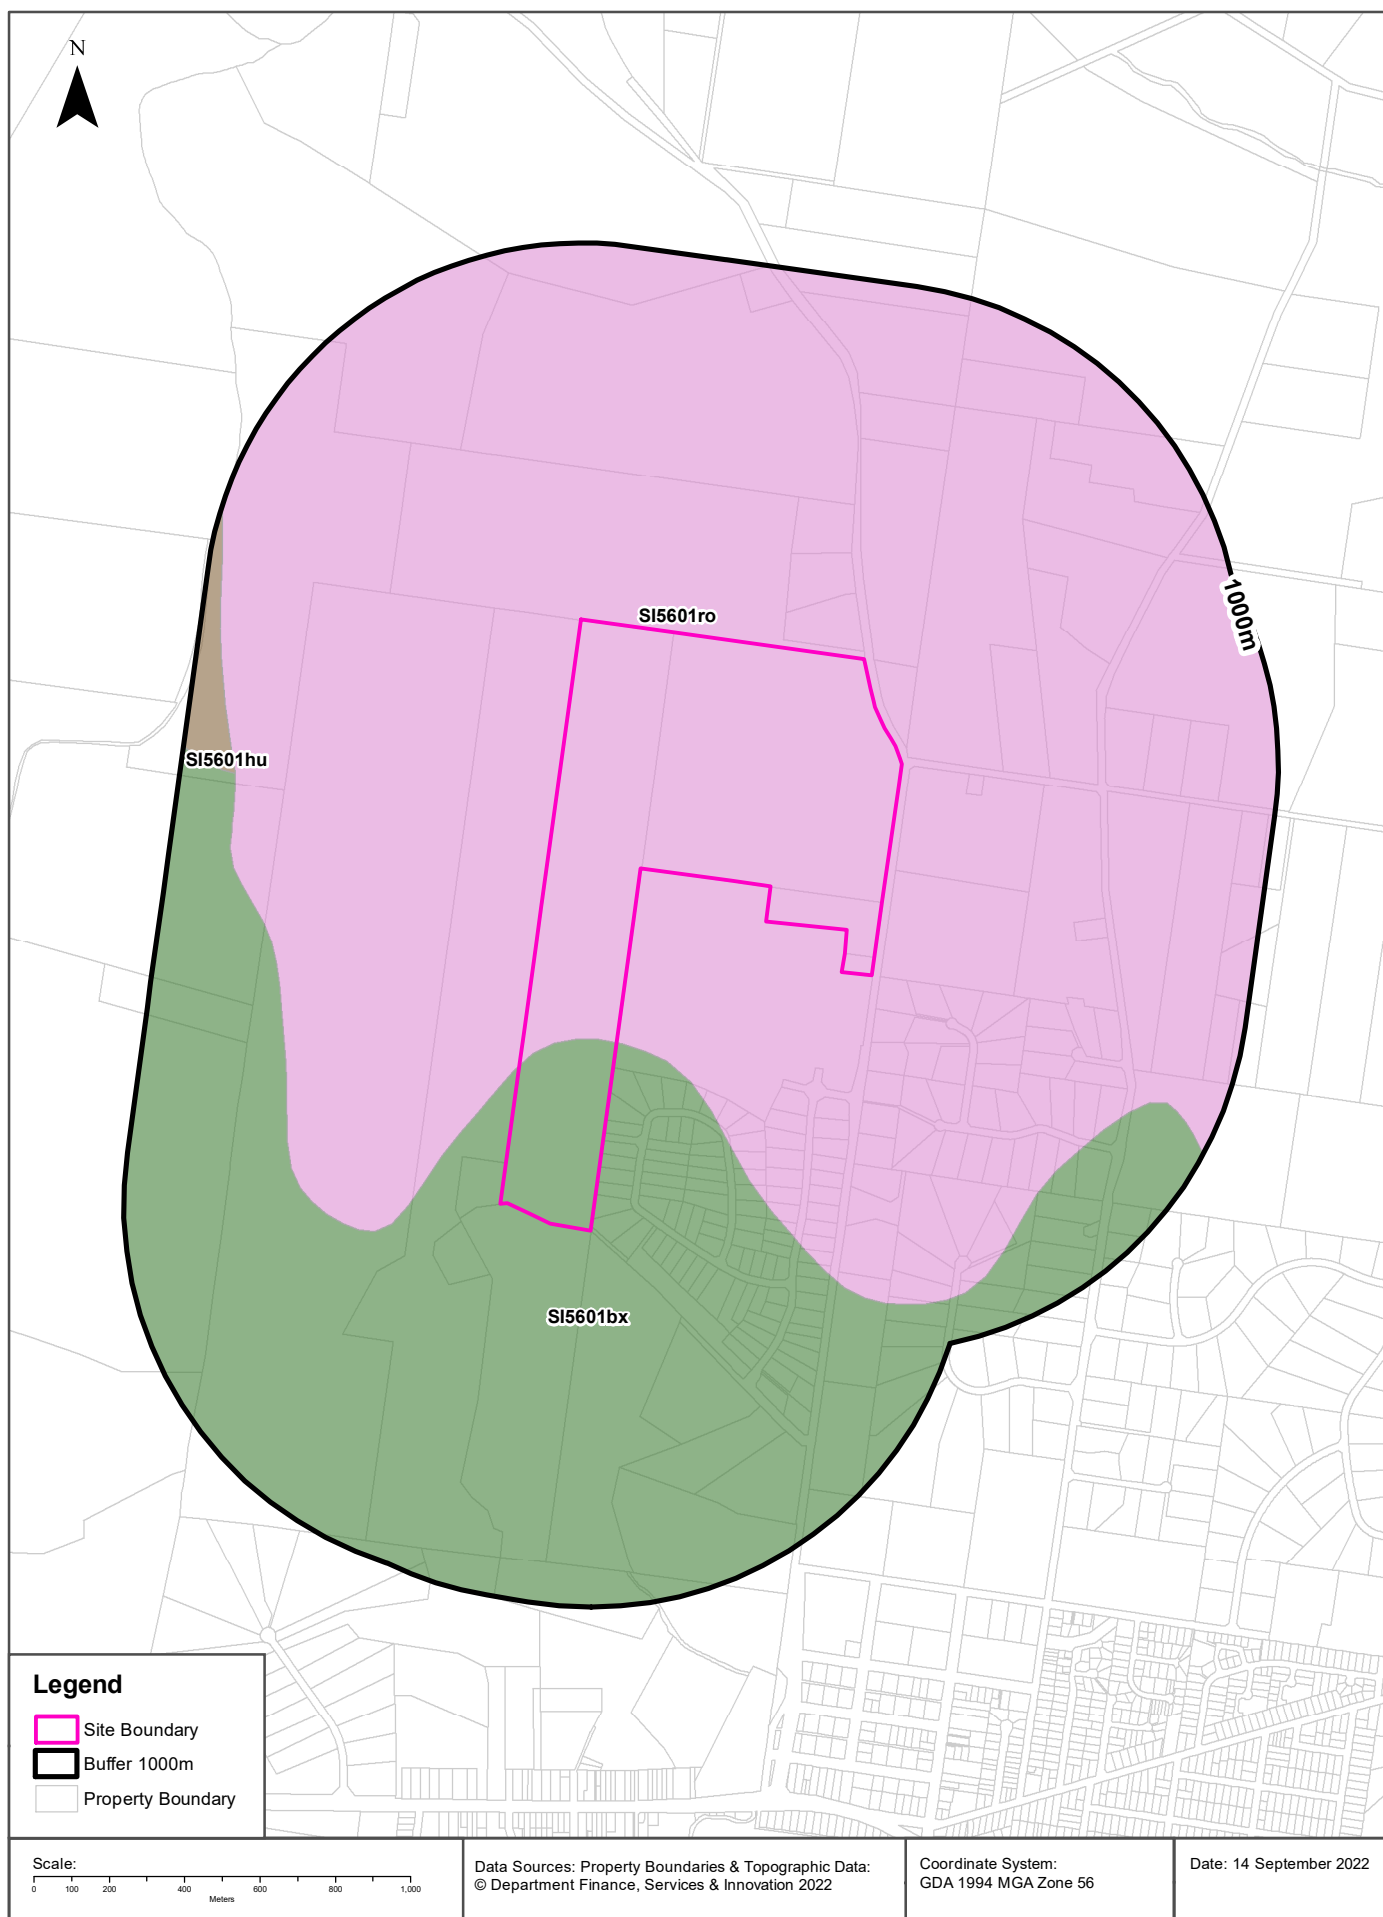 N
1000m
SI5601ro
SI5601hu
SI5601bx
Legend
Site Boundary
Buffer 1000m
Property Boundary
Scale:
0 100 200 400 600 800 1,000
Meters
Data Sources: Property Boundaries & Topographic Data:
© Department Finance, Services & Innovation 2022
Coordinate System:
GDA 1994 MGA Zone 56
Date: 14 September 2022